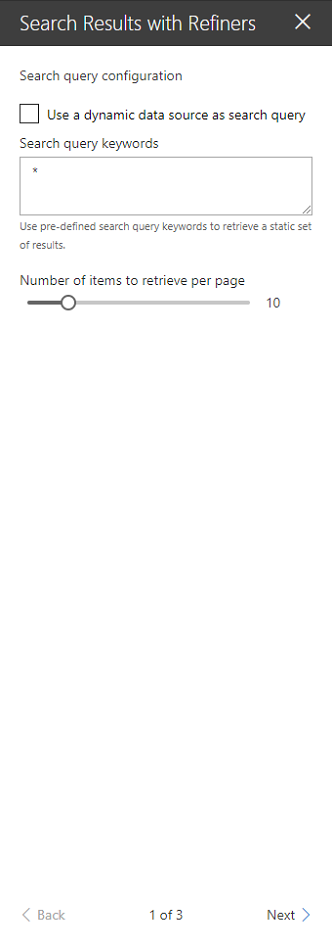 Search Results with Refiners
Search query configuration
Use a dynamic data source as search query
Search query keywords
*
Use pre-defined search query keywords to retrieve a static set
of results.
Number of items to retrieve per page
10
Back 1 of 3 Next